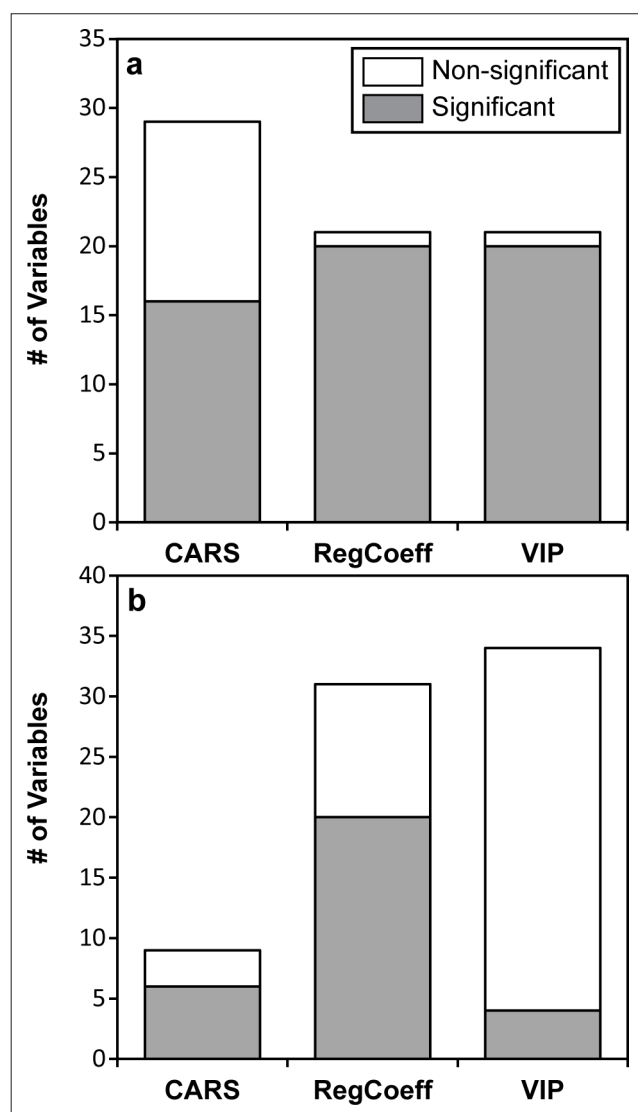 a
Non-significant
Significant
35
30
25
20
15
10
5
0
# of Variables
CARS RegCoeff VIP
b
40
35
30
25
20
15
10
5
0
# of Variables
CARS RegCoeff VIP